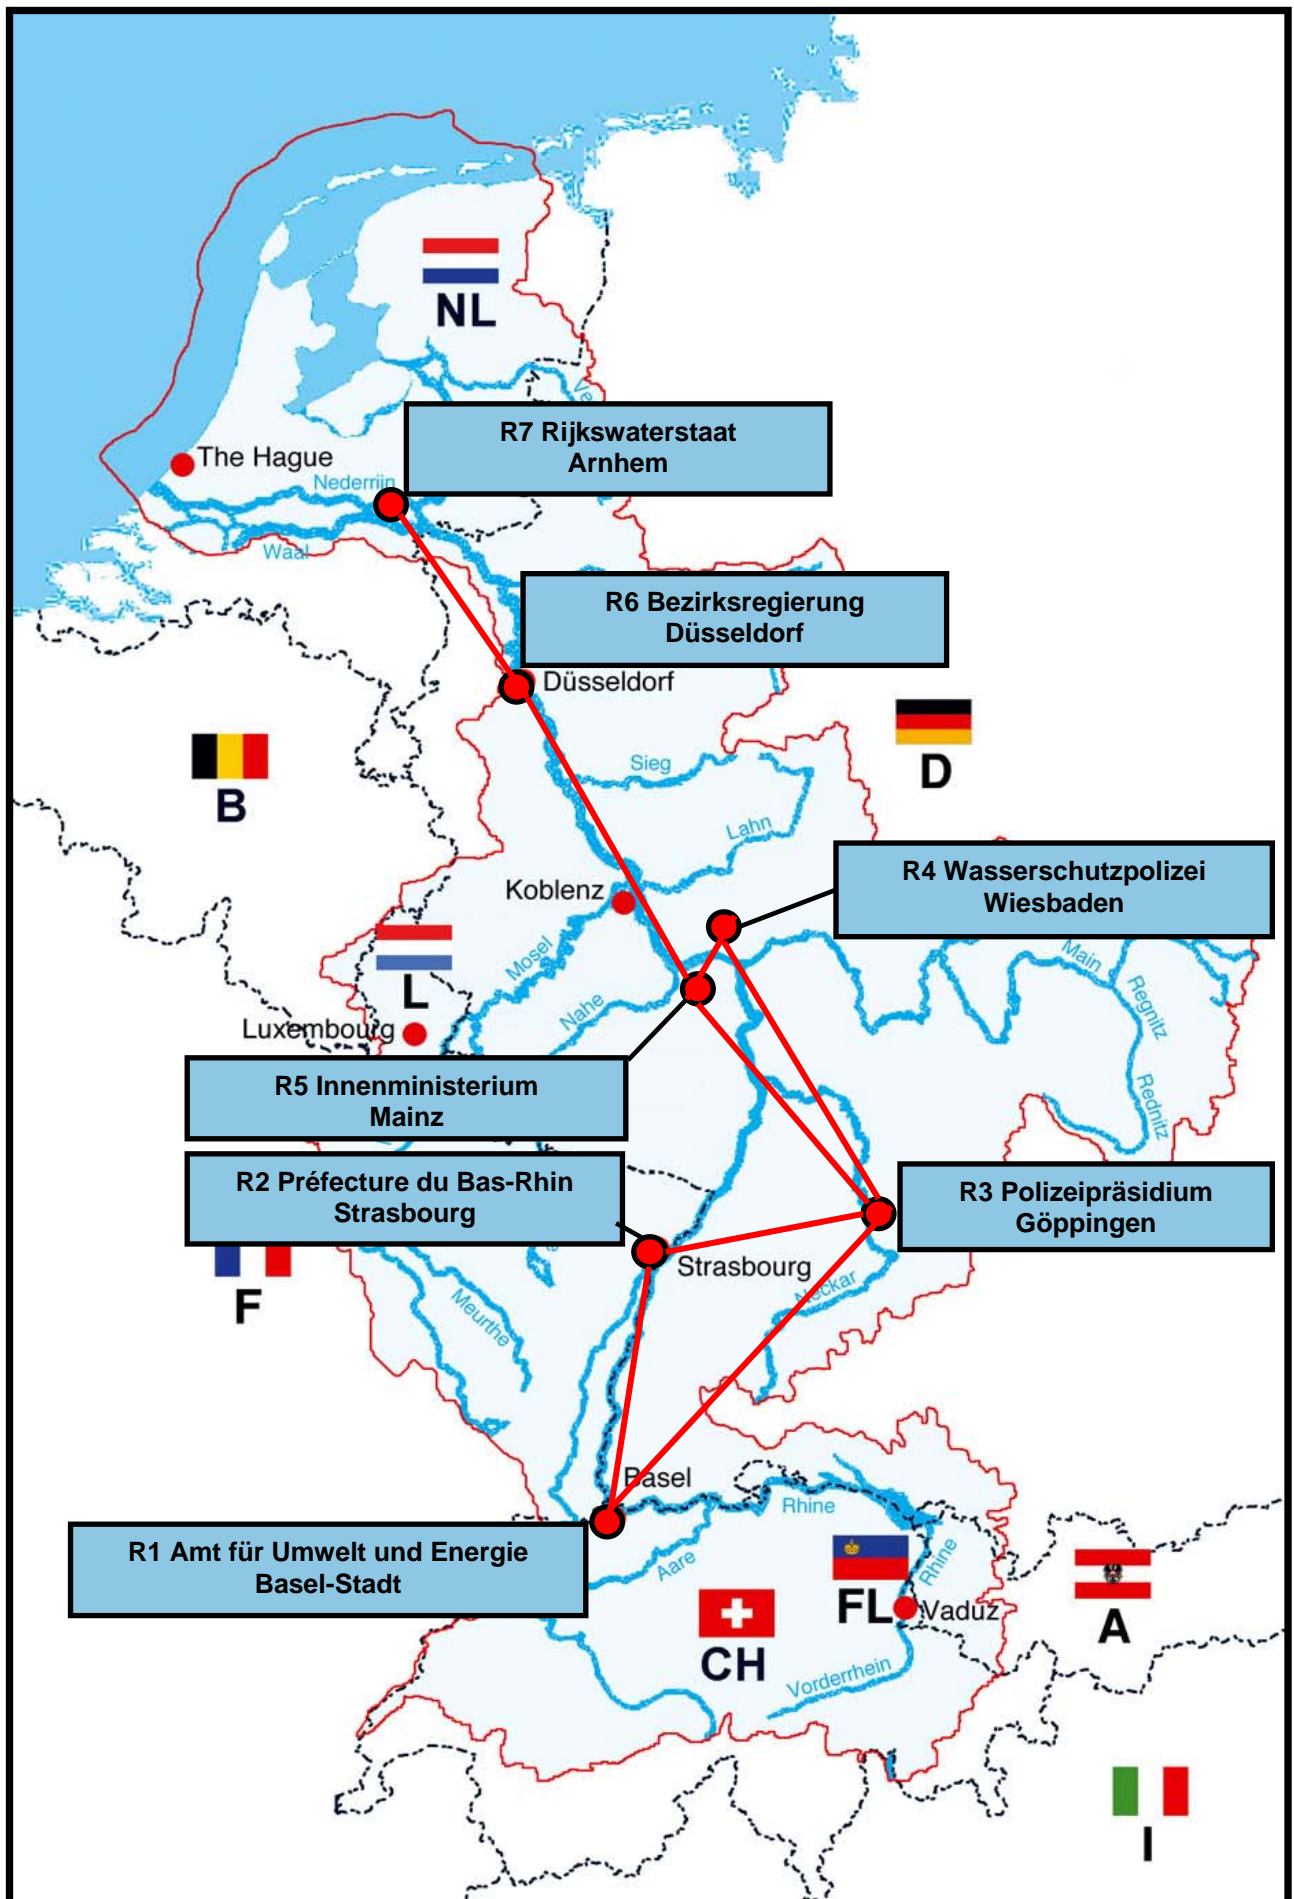 NL
Ve
R7 Rijkswaterstaat
Arnhem
The Hague
Nederrijn
Waal
R6 Bezirksregierung
Düsseldorf
Düsseldorf
D
B
Sieg
Lahn
R4 Wasserschutzpolizei
Wiesbaden
Koblenz
Mosel
L
Main
Regnitz
Nahe
Luxembourg
R5 Innenministerium
Mainz
Rednitz
R2 Préfecture du Bas-Rhin
Strasbourg
R3 Polizeipräsidium
Göppingen
Strasbourg
F
Meurthe
Neckar
Basel
Rhine
R1 Amt für Umwelt und Energie
Basel-Stadt
Aare
Rhine
FL
Vaduz
A
CH
Vorderrhein
I